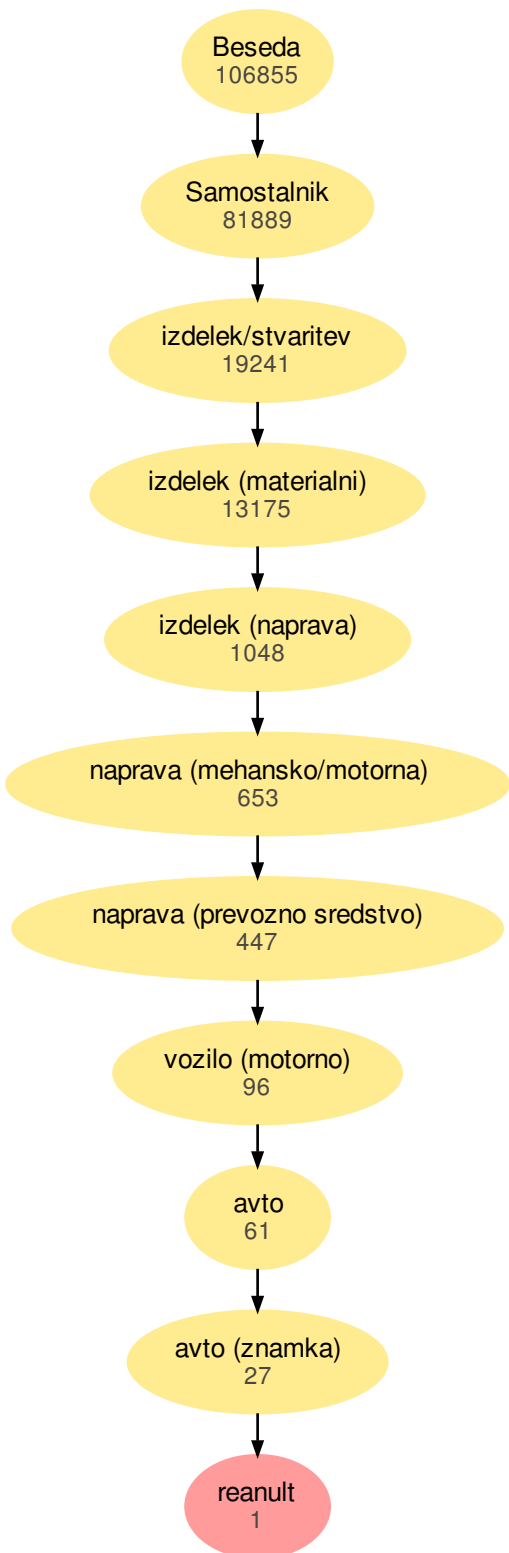 Beseda
106855
Samostalnik
81889
izdelek/stvaritev
19241
izdelek (materialni)
13175
izdelek (naprava)
1048
naprava (mehansko/motorna)
653
naprava (prevozno sredstvo)
447
vozilo (motorno)
96
avto
61
avto (znamka)
27
reanult
1